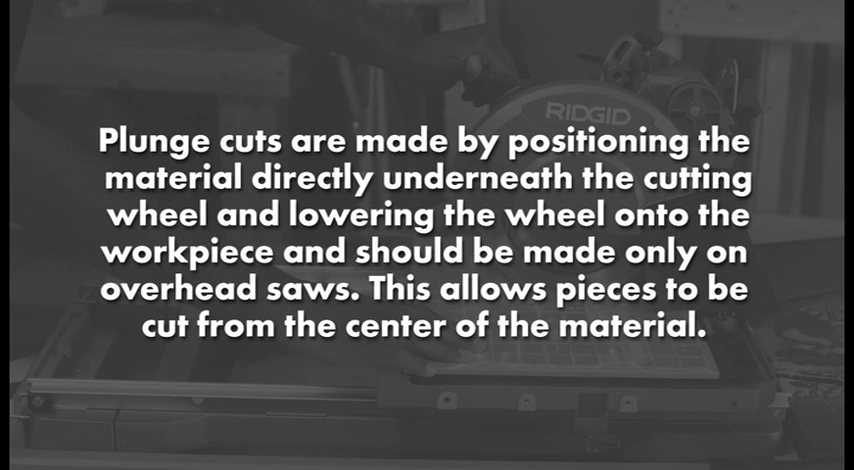 RIDGID
Plunge cuts are made by positioning the
material directly underneath the cutting
wheel and lowering the wheel onto the
workpiece and should be made only on
overhead saws. This allows pieces to be
cut from the center of the material.